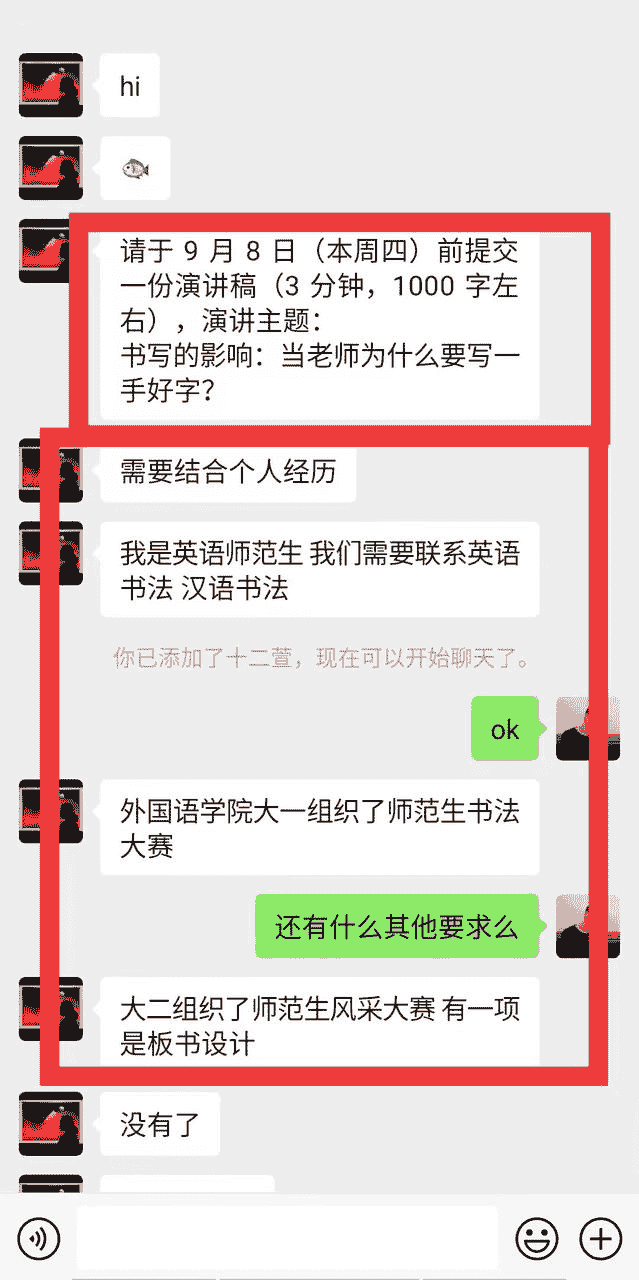 hi
请于 9 月 8 日（本周四）前提交
一份演讲稿（3 分钟，1000 字左
右），演讲主题：
书写的影响：当老师为什么要写一
手好字？
需要结合个人经历
我是英语师范生 我们需要联系英语
书法 汉语书法
你已添加了十二萱，现在可以开始聊天了。
ok
外国语学院大一组织了师范生书法
大赛
还有什么其他要求么
大二组织了师范生风采大赛 有一项
是板书设计
没有了